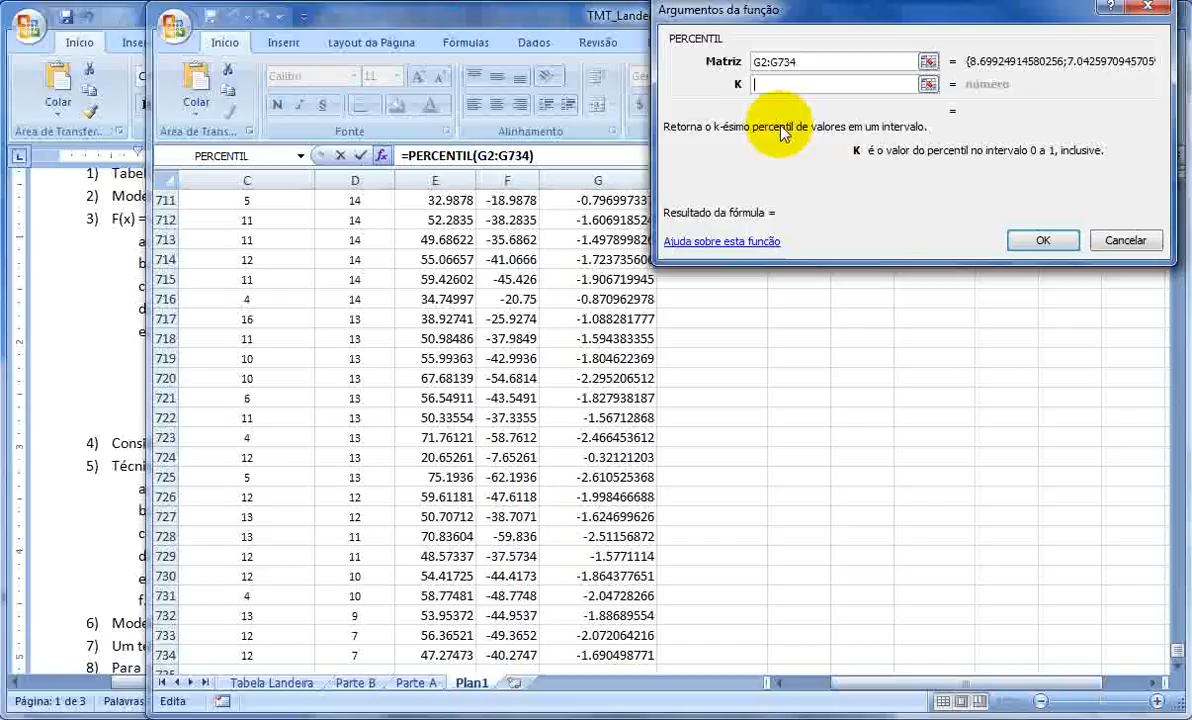 TMT_Lande
Início
Inser
Colar
Área de Transfer...
1) Tabe
2) Mode
3) F(x) =
a
b
c
d
e
4) Consi
5) Técni
a
b
c
d
e
f.
6) Mode
7) Um te
8) Para
Página: 1 de 3
Palavras
Início
Inserir
Layout da Página
Fórmulas
Dados
Revisão
Colar
Área de Trans...
Calibri
11
N
I
S
Fonte
Alinhamento
PERCENTIL
=PERCENTIL(G2:G734)
C D E F G
711 5 14 32.9878 -18.9878 -0.79699733
712 11 14 52.2835 -38.2835 -1.60691852
713 11 14 49.68622 -35.6862 -1.49789982
714 12 14 55.06657 -41.0666 -1.72373560
715 11 14 59.42602 -45.426 -1.906719945
716 4 14 34.74997 -20.75 -0.870962978
717 16 13 38.92741 -25.9274 -1.088281777
718 11 13 50.98486 -37.9849 -1.594383355
719 10 13 55.99363 -42.9936 -1.804622369
720 10 13 67.68139 -54.6814 -2.295206512
721 6 13 56.54911 -43.5491 -1.827938187
722 11 13 50.33554 -37.3355 -1.56712868
723 4 13 71.76121 -58.7612 -2.466453612
724 12 13 20.65261 -7.65261 -0.32121203
725 5 13 75.1936 -62.1936 -2.610525368
726 12 12 59.61181 -47.6118 -1.998466668
727 13 12 50.70712 -38.7071 -1.624699626
728 13 11 70.83604 -59.836 -2.51156872
729 12 11 48.57337 -37.5734 -1.5771114
730 12 10 54.41725 -44.4173 -1.864377651
731 4 10 58.77481 -48.7748 -2.04728266
732 13 9 53.95372 -44.9537 -1.88689554
733 12 7 56.36521 -49.3652 -2.072064216
734 12 7 47.27473 -40.2747 -1.690498771
Tabela Landeira
Parte B
Parte A
Plan1
Edita
Argumentos da função
PERCENTIL
Matriz G2:G734 = {8.69924914580256;7.0425970945705
K = número
=
Retorna o k-ésimo percentil de valores em um intervalo.
K é o valor do percentil no intervalo 0 a 1, inclusive.
Resultado da fórmula =
Ajuda sobre esta função
OK
Cancelar